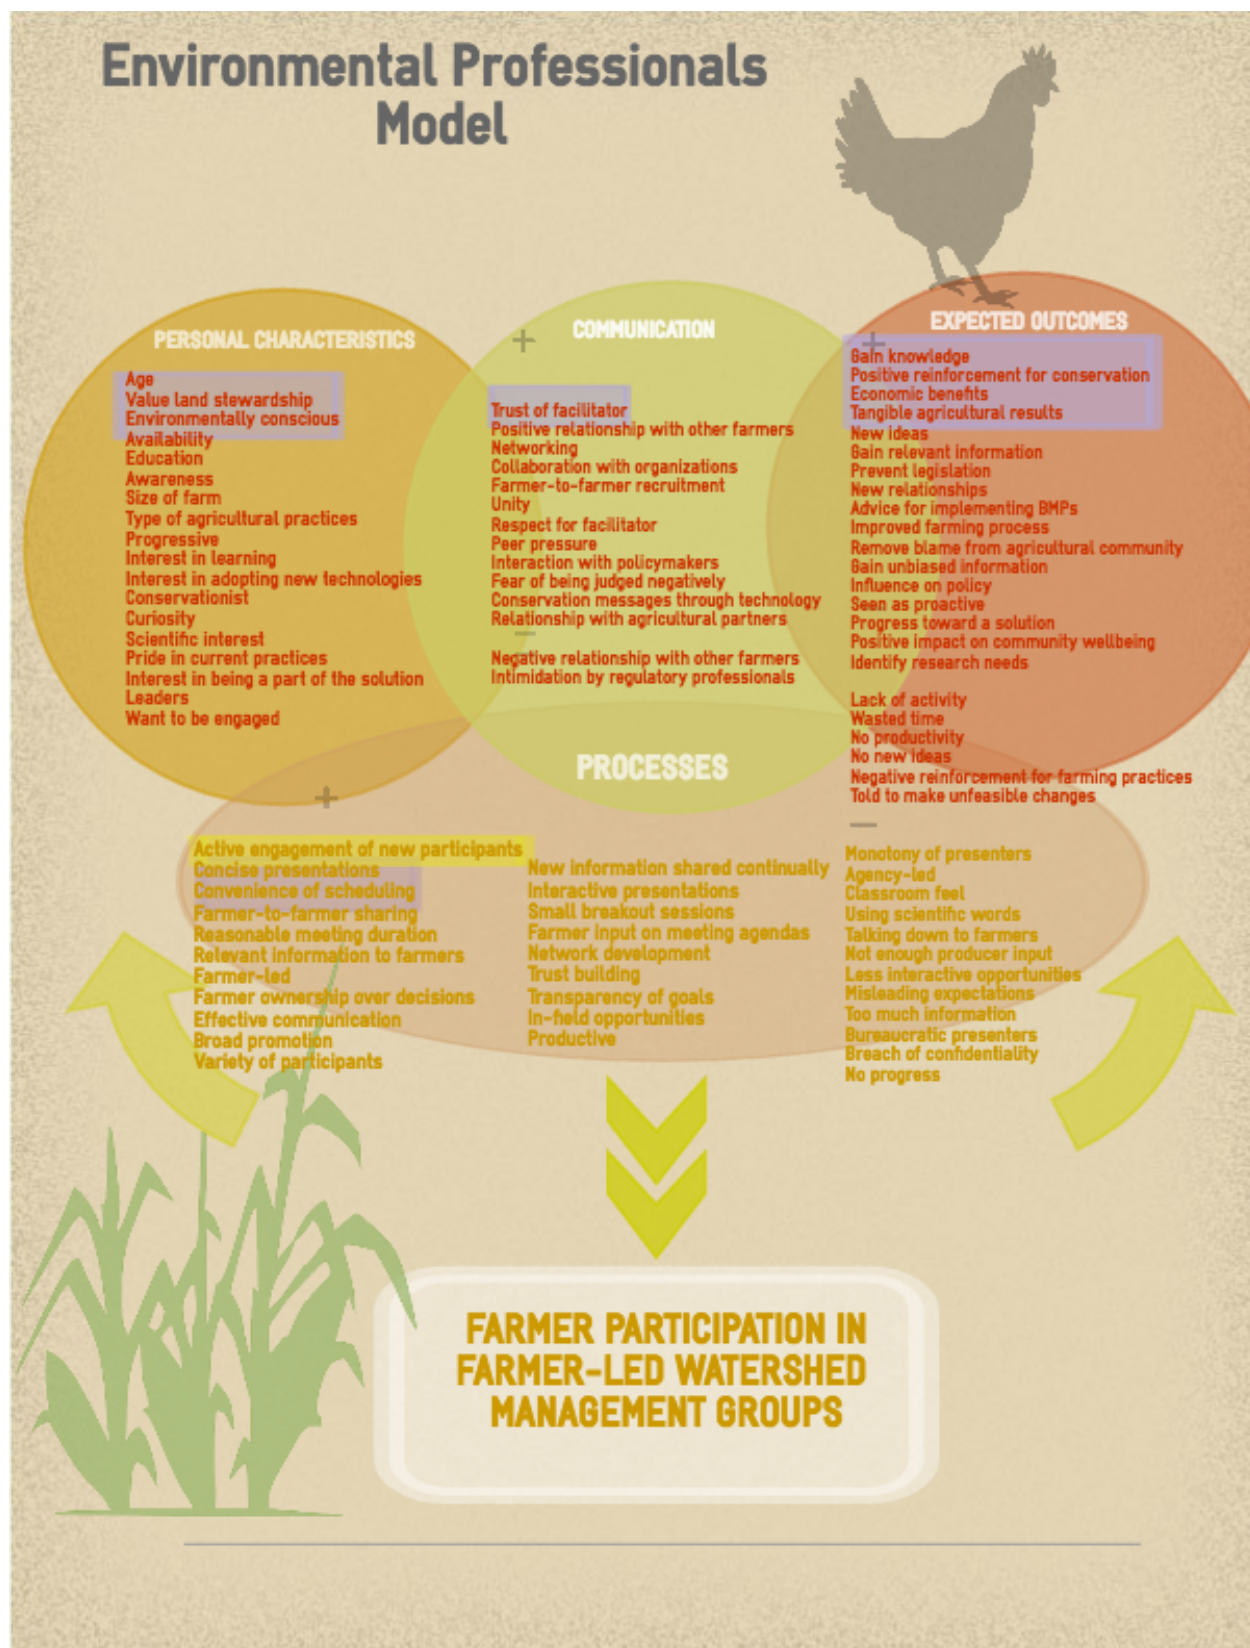 Environmental Professionals
Model
PERSONAL CHARACTERISTICS
+
Age
Value land stewardship
Environmentally conscious
Availability
Education
Awareness
Size of farm
Type of agricultural practices
Progressive
Interest in learning
Interest in adopting new technologies
Conservationist
Curiosity
Scientific interest
Pride in current practices
Interest in being a part of the solution
Leaders
Want to be engaged
COMMUNICATION
+
Trust of facilitator
Positive relationship with other farmers
Networking
Collaboration with organizations
Farmer-to-farmer recruitment
Unity
Respect for facilitator
Peer pressure
Interaction with policymakers
Fear of being judged negatively
Conservation messages through technology
Relationship with agricultural partners
–
Negative relationship with other farmers
Intimidation by regulatory professionals
EXPECTED OUTCOMES
Gain knowledge
Positive reinforcement for conservation
Economic benefits
Tangible agricultural results
New ideas
Gain relevant information
Prevent legislation
New relationships
Advice for implementing BMPs
Improved farming process
Remove blame from agricultural community
Gain unbiased information
Influence on policy
Seen as proactive
Progress toward a solution
Positive impact on community wellbeing
Identify research needs
Lack of activity
Wasted time
No productivity
No new ideas
Negative reinforcement for farming practices
Told to make unfeasible changes
PROCESSES
+
Active engagement of new participants
Concise presentations
Convenience of scheduling
Farmer-to-farmer sharing
Reasonable meeting duration
Relevant information to farmers
Farmer-led
Farmer ownership over decisions
Effective communication
Broad promotion
Variety of participants
New information shared continually
Interactive presentations
Small breakout sessions
Farmer input on meeting agendas
Network development
Trust building
Transparency of goals
In-field opportunities
Productive
–
Monotony of presenters
Agency-led
Classroom feel
Using scientific words
Talking down to farmers
Not enough producer input
Less interactive opportunities
Misleading expectations
Too much information
Bureaucratic presenters
Breach of confidentiality
No progress
FARMER PARTICIPATION IN
FARMER-LED WATERSHED
MANAGEMENT GROUPS